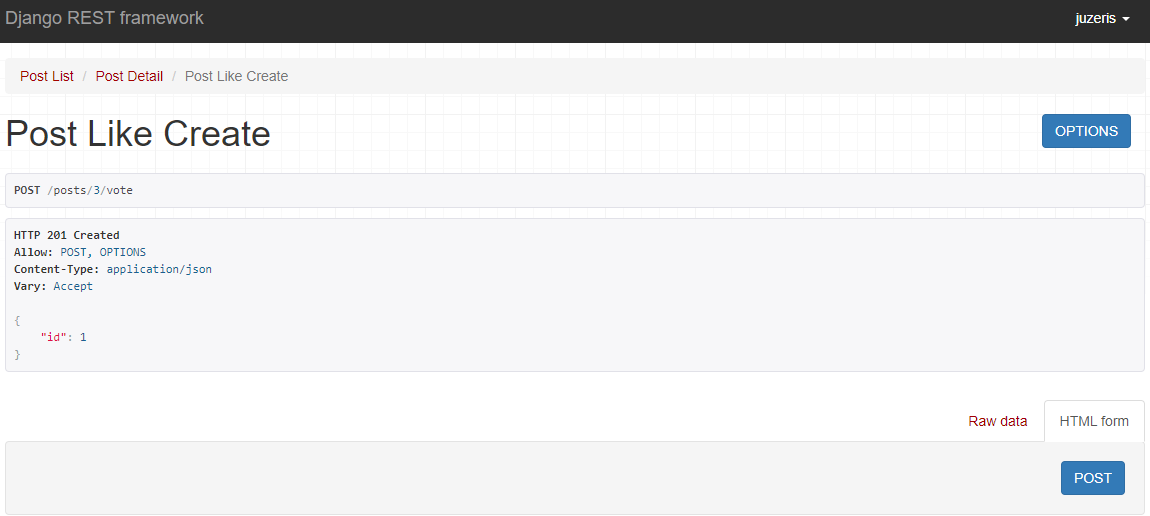 Django REST framework
juzeris
Post List / Post Detail / Post Like Create
Post Like Create
OPTIONS
POST /posts/3/vote
HTTP 201 Created
Allow: POST, OPTIONS
Content-Type: application/json
Vary: Accept
{
"id": 1
}
Raw data
HTML form
POST